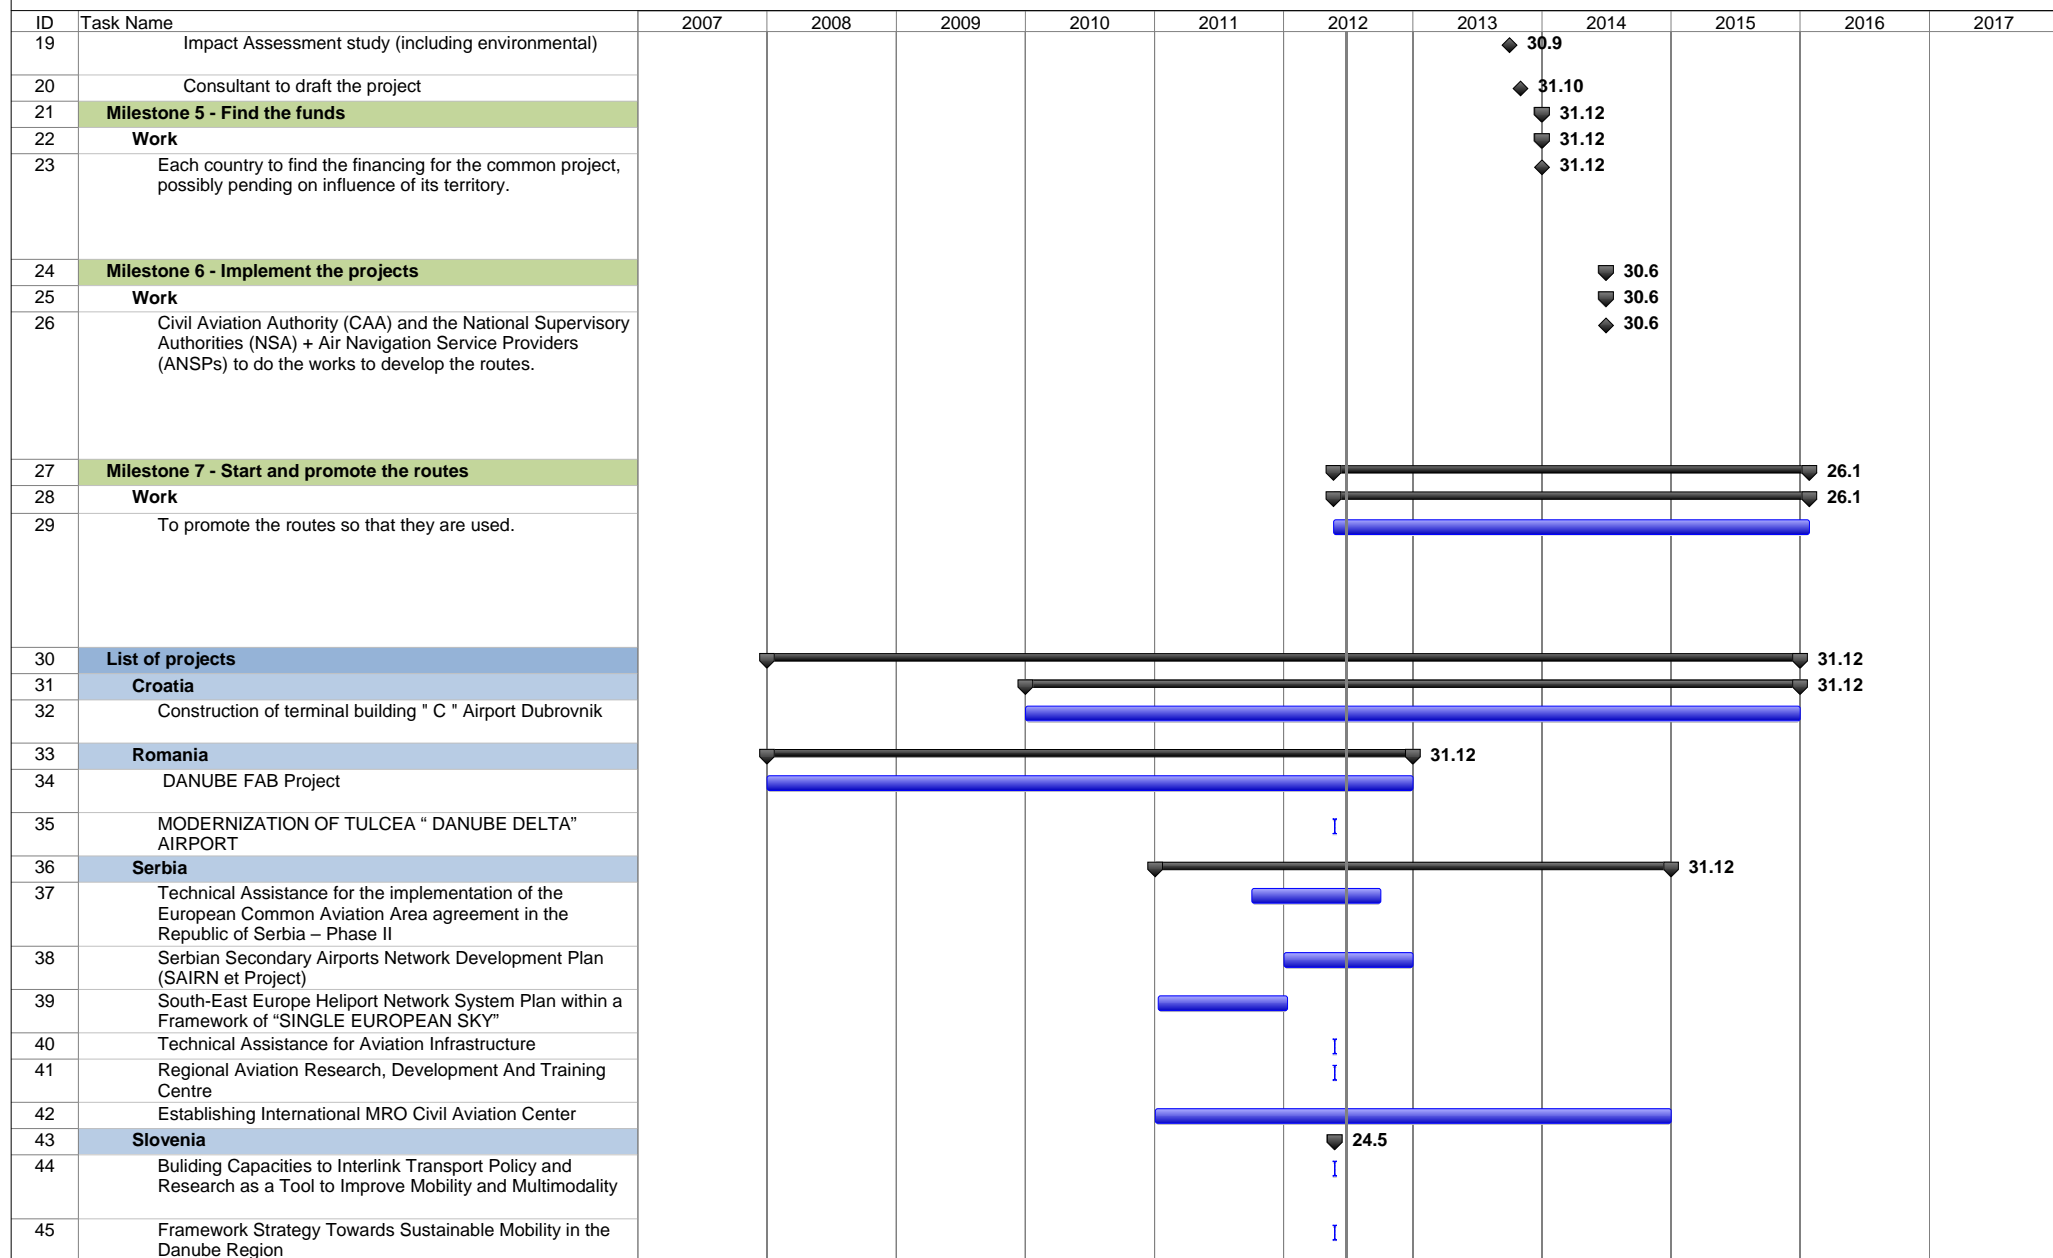 ID Task Name 2007 2008 2009 2010 2011 2012 2013 2014 2015 2016 2017
19 Impact Assessment study (including environmental) 30.9
20 Consultant to draft the project 31.10
21 Milestone 5 - Find the funds 31.12
22 Work 31.12
23 Each country to find the financing for the common project, 31.12
possibly pending on influence of its territory.
24 Milestone 6 - Implement the projects 30.6
25 Work 30.6
26 Civil Aviation Authority (CAA) and the National Supervisory 30.6
Authorities (NSA) + Air Navigation Service Providers
(ANSPs) to do the works to develop the routes.
27 Milestone 7 - Start and promote the routes 26.1
28 Work 26.1
29 To promote the routes so that they are used.
30 List of projects 31.12
31 Croatia 31.12
32 Construction of terminal building " C " Airport Dubrovnik
33 Romania 31.12
34 DANUBE FAB Project
35 MODERNIZATION OF TULCEA “ DANUBE DELTA”
AIRPORT
36 Serbia 31.12
37 Technical Assistance for the implementation of the
European Common Aviation Area agreement in the
Republic of Serbia – Phase II
38 Serbian Secondary Airports Network Development Plan
(SAIRN et Project)
39 South-East Europe Heliport Network System Plan within a
Framework of “SINGLE EUROPEAN SKY”
40 Technical Assistance for Aviation Infrastructure
41 Regional Aviation Research, Development And Training
Centre
42 Establishing International MRO Civil Aviation Center
43 Slovenia 24.5
44 Buliding Capacities to Interlink Transport Policy and
Research as a Tool to Improve Mobility and Multimodality
45 Framework Strategy Towards Sustainable Mobility in the
Danube Region